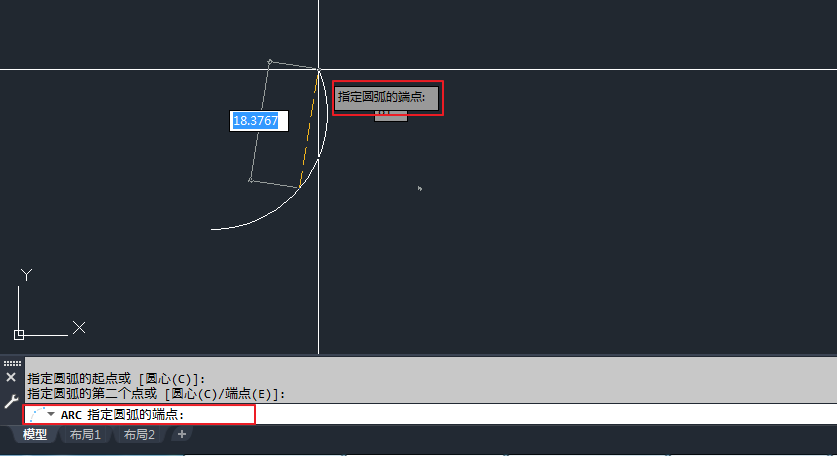 指定圆弧的端点:
18.3767
Y
X
指定圆弧的起点或 [圆心(C)]:
指定圆弧的第二个点或 [圆心(C)/端点(E)]:
ARC 指定圆弧的端点:
模型 布局1 布局2 +